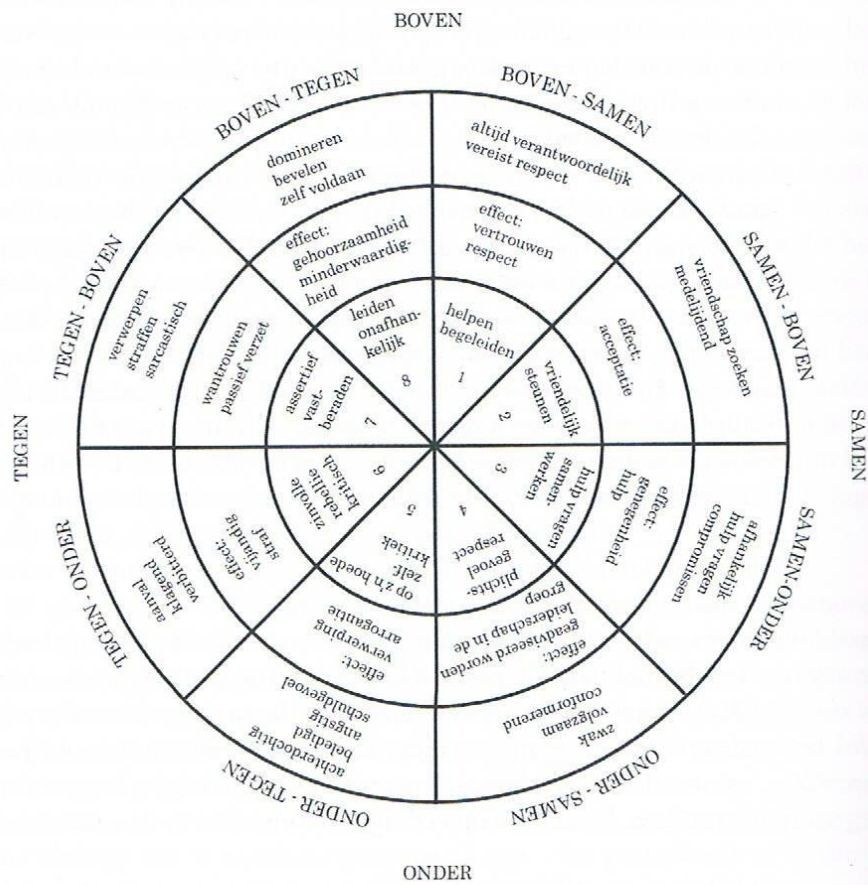 BOVEN
BOVEN - TEGEN
BOVEN - SAMEN
SAMEN - BOVEN
SAMEN
SAMEN-ONDER
ONDER - SAMEN
ONDER
ONDER - TEGEN
TEGEN - ONDER
TEGEN
TEGEN - BOVEN
altijd verantwoordelijk
vereist respect
effect:
vertrouwen
respect
helpen
begeleiden
1
vriendschap zoeken
medelijdend
effect:
acceptatie
vriendelijk
steunen
2
afhankelijk
hulp vragen
compromissen
effect:
genegenheid
hulp
hulp vragen
samen-
werken
3
zwak
volgzaam
conformerend
effect:
geadviseerd worden
leiderschap in de
groep
plichts-
gevoel
respect
4
achterdochtig
beledigd
angstig
schuldgevoel
effect:
verwerping
arrogantie
op z'n hoede
zelf-
kritiek
5
aanval
klagend
verbitterd
effect:
vijandig
straf
zinvolle
rebellie
kritisch
6
verwerpen
straffen
sarcastisch
wantrouwen
passief verzet
assertief
vast-
beraden
7
domineren
bevelen
zelf voldaan
effect:
gehoorzaamheid
minderwaardig-
heid
leiden
onafhan-
kelijk
8